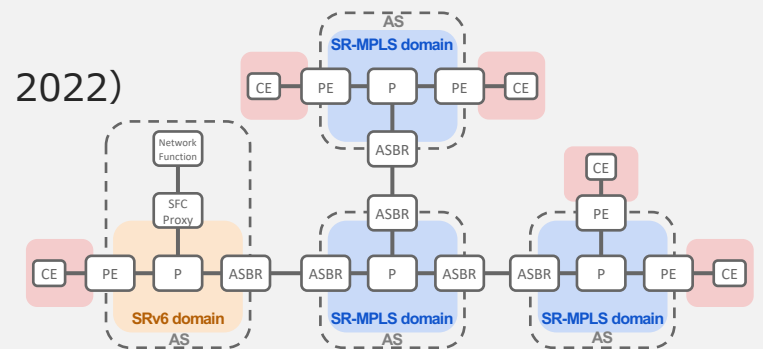 AS
SR-MPLS domain
CE
PE
P
PE
CE
2022）
ASBR
Network
Function
CE
ASBR
SFC
Proxy
PE
CE
PE
P
ASBR
ASBR
P
ASBR
ASBR
P
PE
CE
SRv6 domain
SR-MPLS domain
SR-MPLS domain
AS
AS
AS